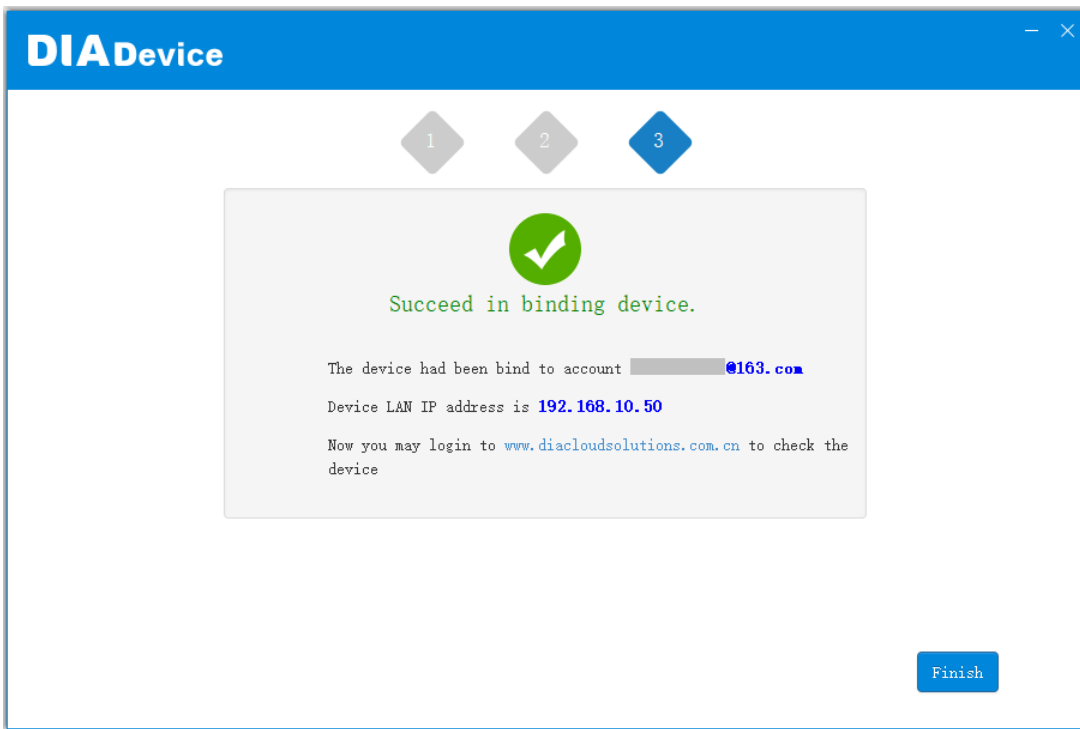 DIADevice
1 2 3
Succeed in binding device.
The device had been bind to account @163.com
Device LAN IP address is 192.168.10.50
Now you may login to www.diacloudsolutions.com.cn to check the
device
Finish